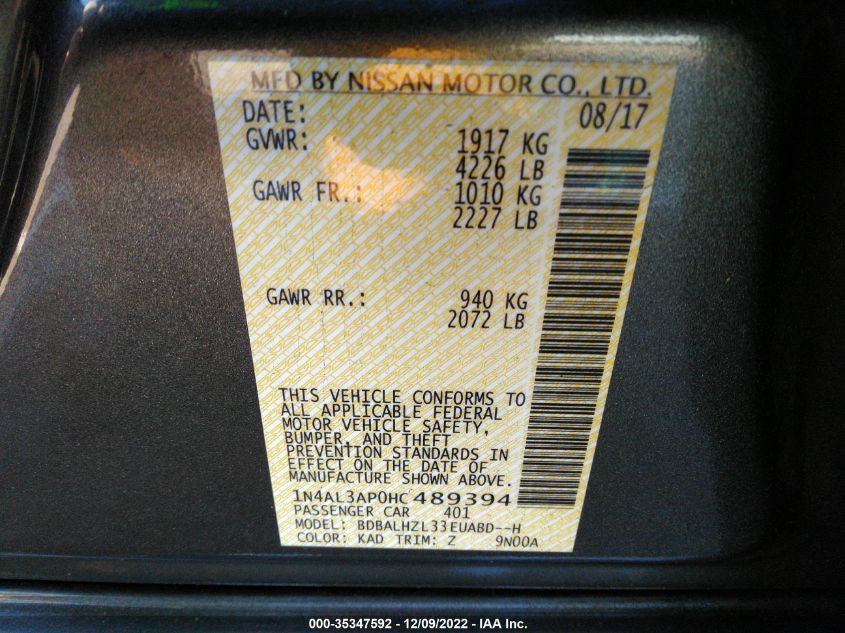 MFD BY NISSAN MOTOR CO., LTD.
DATE: 08/17
GVWR: 1917 KG
4226 LB
GAWR FR.: 1010 KG
2227 LB
GAWR RR.: 940 KG
2072 LB
THIS VEHICLE CONFORMS TO
ALL APPLICABLE FEDERAL
MOTOR VEHICLE SAFETY,
BUMPER, AND THEFT
PREVENTION STANDARDS IN
EFFECT ON THE DATE OF
MANUFACTURE SHOWN ABOVE.
1N4AL3AP0HC489394
PASSENGER CAR 401
MODEL: BDBALHZL33EUABD--H
COLOR: KAD TRIM: Z 9N00A
000-35347592 - 12/09/2022 - IAA Inc.